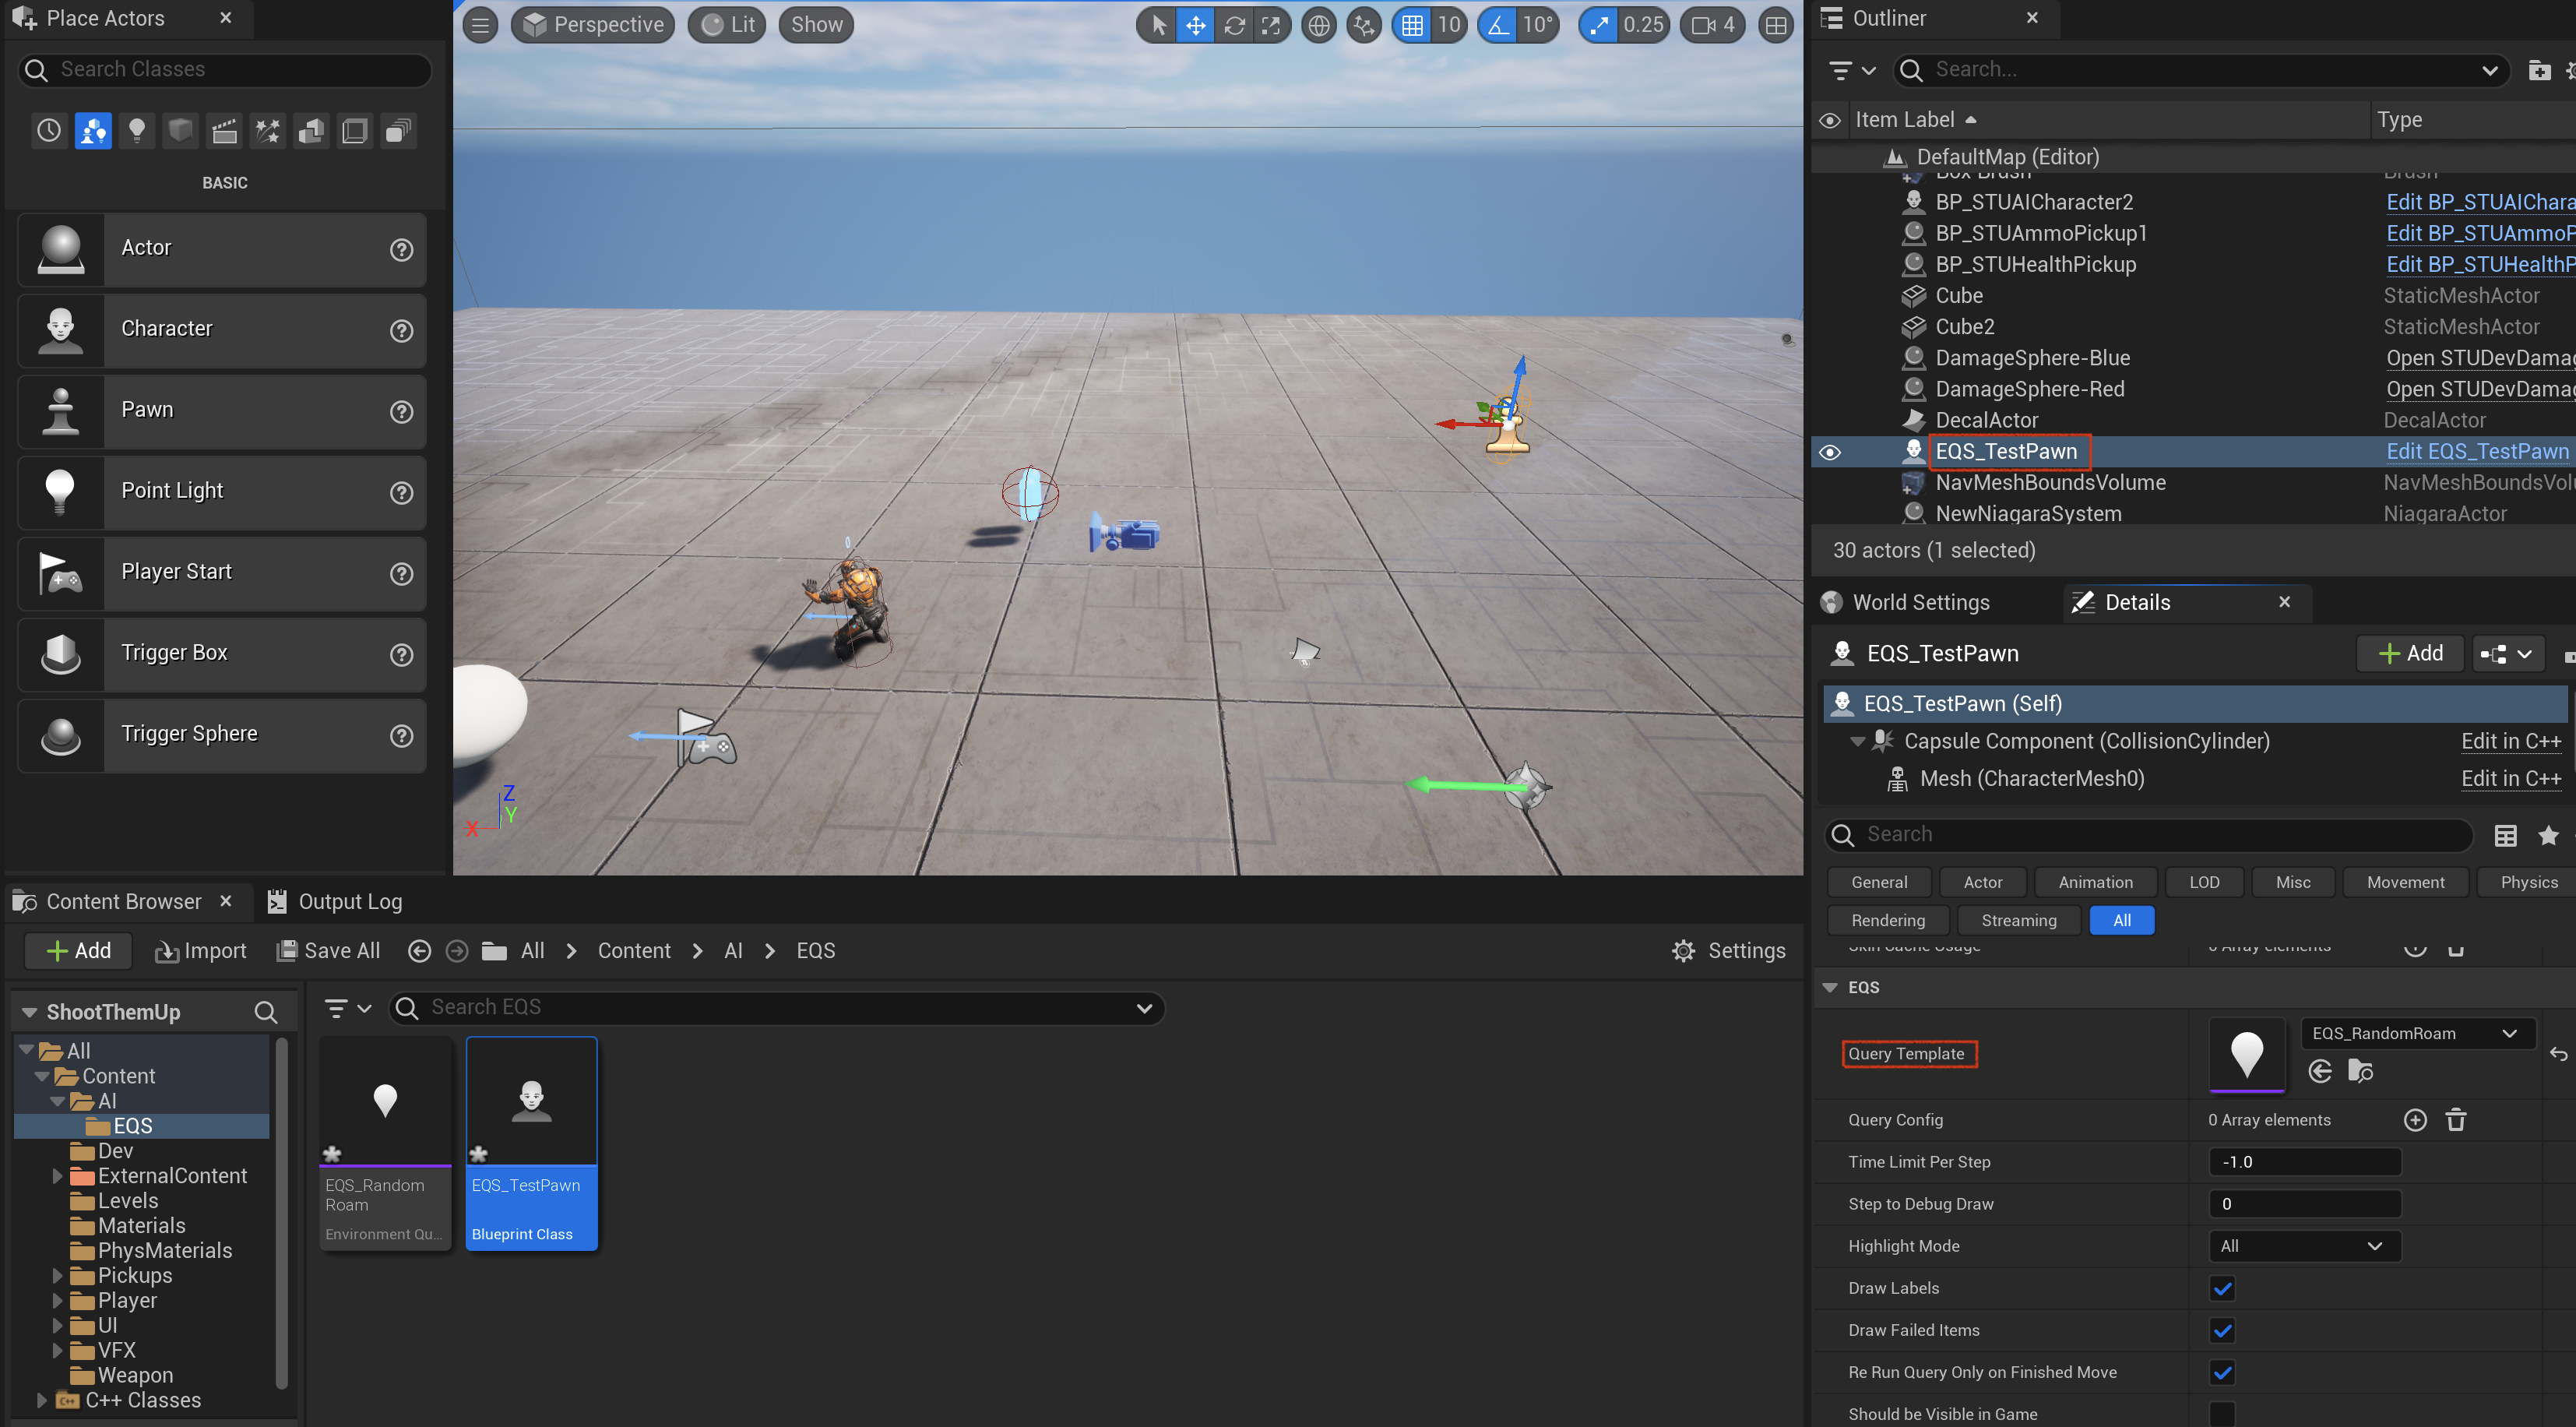 Place Actors
Search Classes
BASIC
Actor
Character
Pawn
Point Light
Player Start
Trigger Box
Trigger Sphere
Perspective
Lit
Show
10
10°
0.25
4
Z
Y
X
Outliner
Search...
Item Label
Type
DefaultMap (Editor)
Box Brush
Brush
BP_STUAICharacter2
Edit BP_STUAIChara
BP_STUAmmoPickup1
Edit BP_STUAmmoP
BP_STUHealthPickup
Edit BP_STUHealthP
Cube
StaticMeshActor
Cube2
StaticMeshActor
DamageSphere-Blue
Open STUDevDamag
DamageSphere-Red
Open STUDevDamag
DecalActor
DecalActor
EQS_TestPawn
Edit EQS_TestPawn
NavMeshBoundsVolume
NavMeshBoundsVolu
NewNiagaraSystem
NiagaraActor
30 actors (1 selected)
World Settings
Details
EQS_TestPawn
Add
EQS_TestPawn (Self)
Capsule Component (CollisionCylinder)
Edit in C++
Mesh (CharacterMesh0)
Edit in C++
Search
General
Actor
Animation
LOD
Misc
Movement
Physics
Rendering
Streaming
All
Skin Cache Usage
0 Array elements
EQS
Query Template
EQS_RandomRoam
Query Config
0 Array elements
Time Limit Per Step
-1.0
Step to Debug Draw
0
Highlight Mode
All
Draw Labels
Draw Failed Items
Re Run Query Only on Finished Move
Should be Visible in Game
Content Browser
Output Log
Add
Import
Save All
All
Content
AI
EQS
Settings
ShootThemUp
Search EQS
All
Content
AI
EQS
Dev
ExternalContent
Levels
Materials
PhysMaterials
Pickups
Player
UI
VFX
Weapon
C++
C++ Classes
EQS_Random
Roam
Environment Qu...
EQS_TestPawn
Blueprint Class